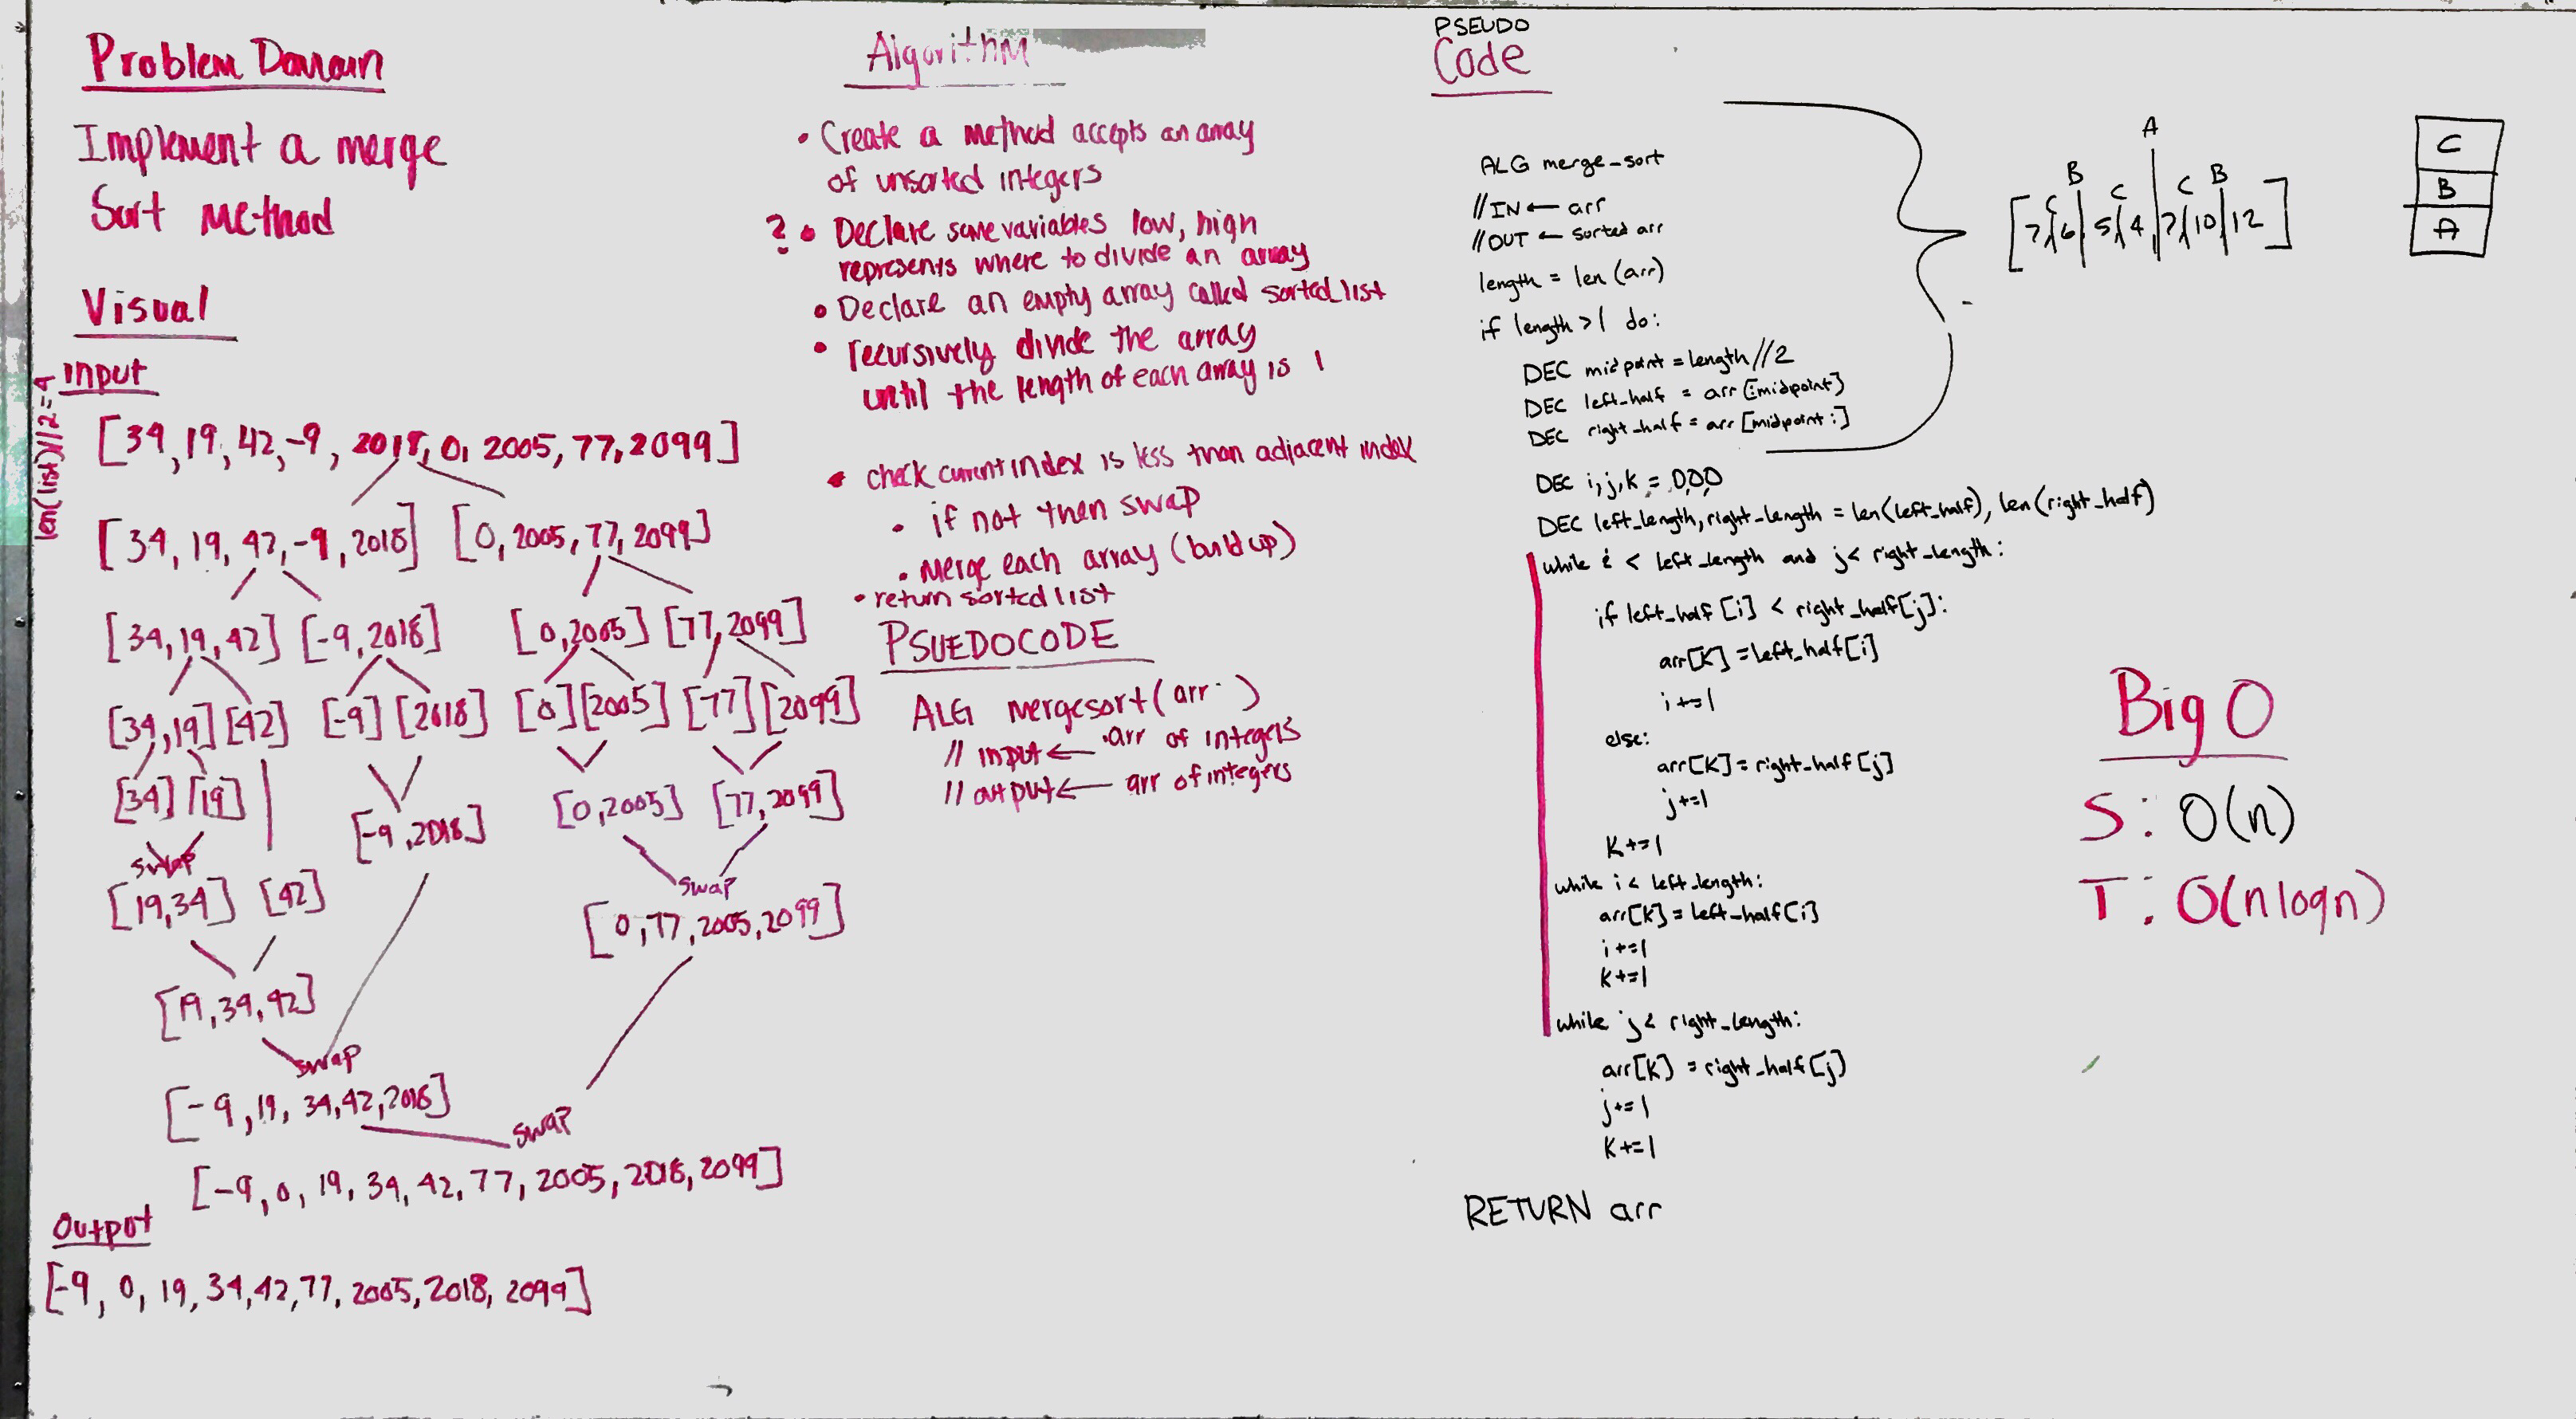 Problem Domain
Implement a merge
Sort Method
Visual
Input
len(list)//2=4
[34,19,42,-9, 2018, 0, 2005, 77, 2099]
[34, 19, 42, -9, 2018] [0, 2005, 77, 2099]
[34, 19, 42] [-9, 2018] [0, 2005] [77, 2099]
[34,19] [42] [-9] [2018] [0] [2005] [77] [2099]
[34] [19] [-9, 2018] [0,2005] [77, 2099]
swap
[19,34] [42]
swap
[0,77,2005,2099]
[19,34,42]
swap
[-9,19, 34,42,2018]
swap
[-9, 0, 19, 34, 42, 77, 2005, 2018, 2099]
Output
[-9, 0, 19, 34, 42, 77, 2005, 2018, 2099]
Algorithm
• Create a method accepts an array
of unsorted integers
? • Declare some variables low, high
represents where to divide an array
• Declare an empty array called sorted_list
• recursively divide the array
until the length of each array is 1
• check current index is less than adjacent index
• if not then swap
• Merge each array (build up)
• return sorted list
PSUEDOCODE
ALG mergesort(arr )
// input ← arr of integers
// output ← arr of integers
PSEUDO
Code
ALG merge_sort
//IN ← arr
//OUT ← sorted arr
length = len (arr)
if length > 1 do:
DEC midpoint = length//2
DEC left_half = arr [:midpoint]
DEC right_half = arr [midpoint:]
DEC i, j, k = 0,0,0
DEC left_length, right_length = len(left_half), len(right_half)
while i < left_length and j < right_length:
if left_half [i] < right_half[j]:
arr[k] = left_half[i]
i +=1
else:
arr[k] = right_half[j]
j +=1
k +=1
while i < left_length:
arr[k] = left_half[i]
i +=1
k +=1
while j < right_length:
arr[k] = right_half[j]
j +=1
k +=1
RETURN arr
A
B C C B
C
[7,6, 5,4, 7,10, 12]
C
B
A
Big O
S: O(n)
T: O(n log n)